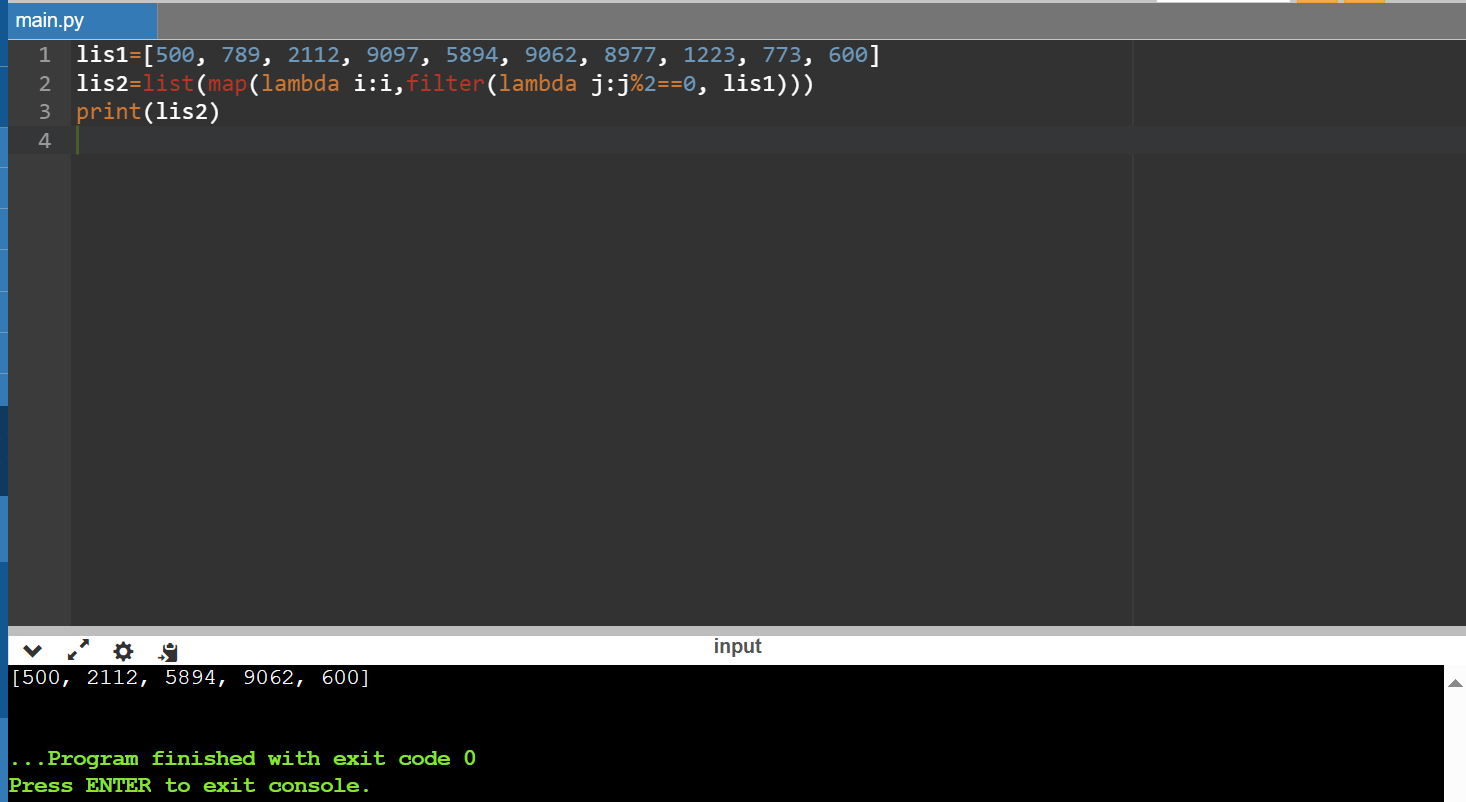 main.py
1 lis1=[500, 789, 2112, 9097, 5894, 9062, 8977, 1223, 773, 600]
2 lis2=list(map(lambda i:i,filter(lambda j:j%2==0, lis1)))
3 print(lis2)
4
input
[500, 2112, 5894, 9062, 600]
...Program finished with exit code 0
Press ENTER to exit console.